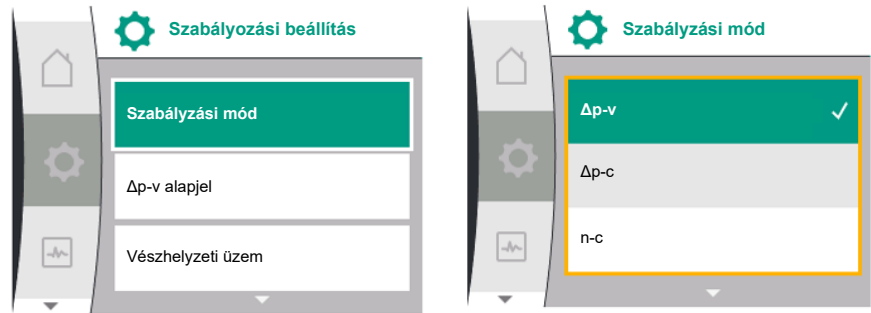 Szabályozási beállítás
Szabályzási mód
Δp-v alapjel
Vészhelyzeti üzem
Szabályzási mód
Δp-v
Δp-c
n-c